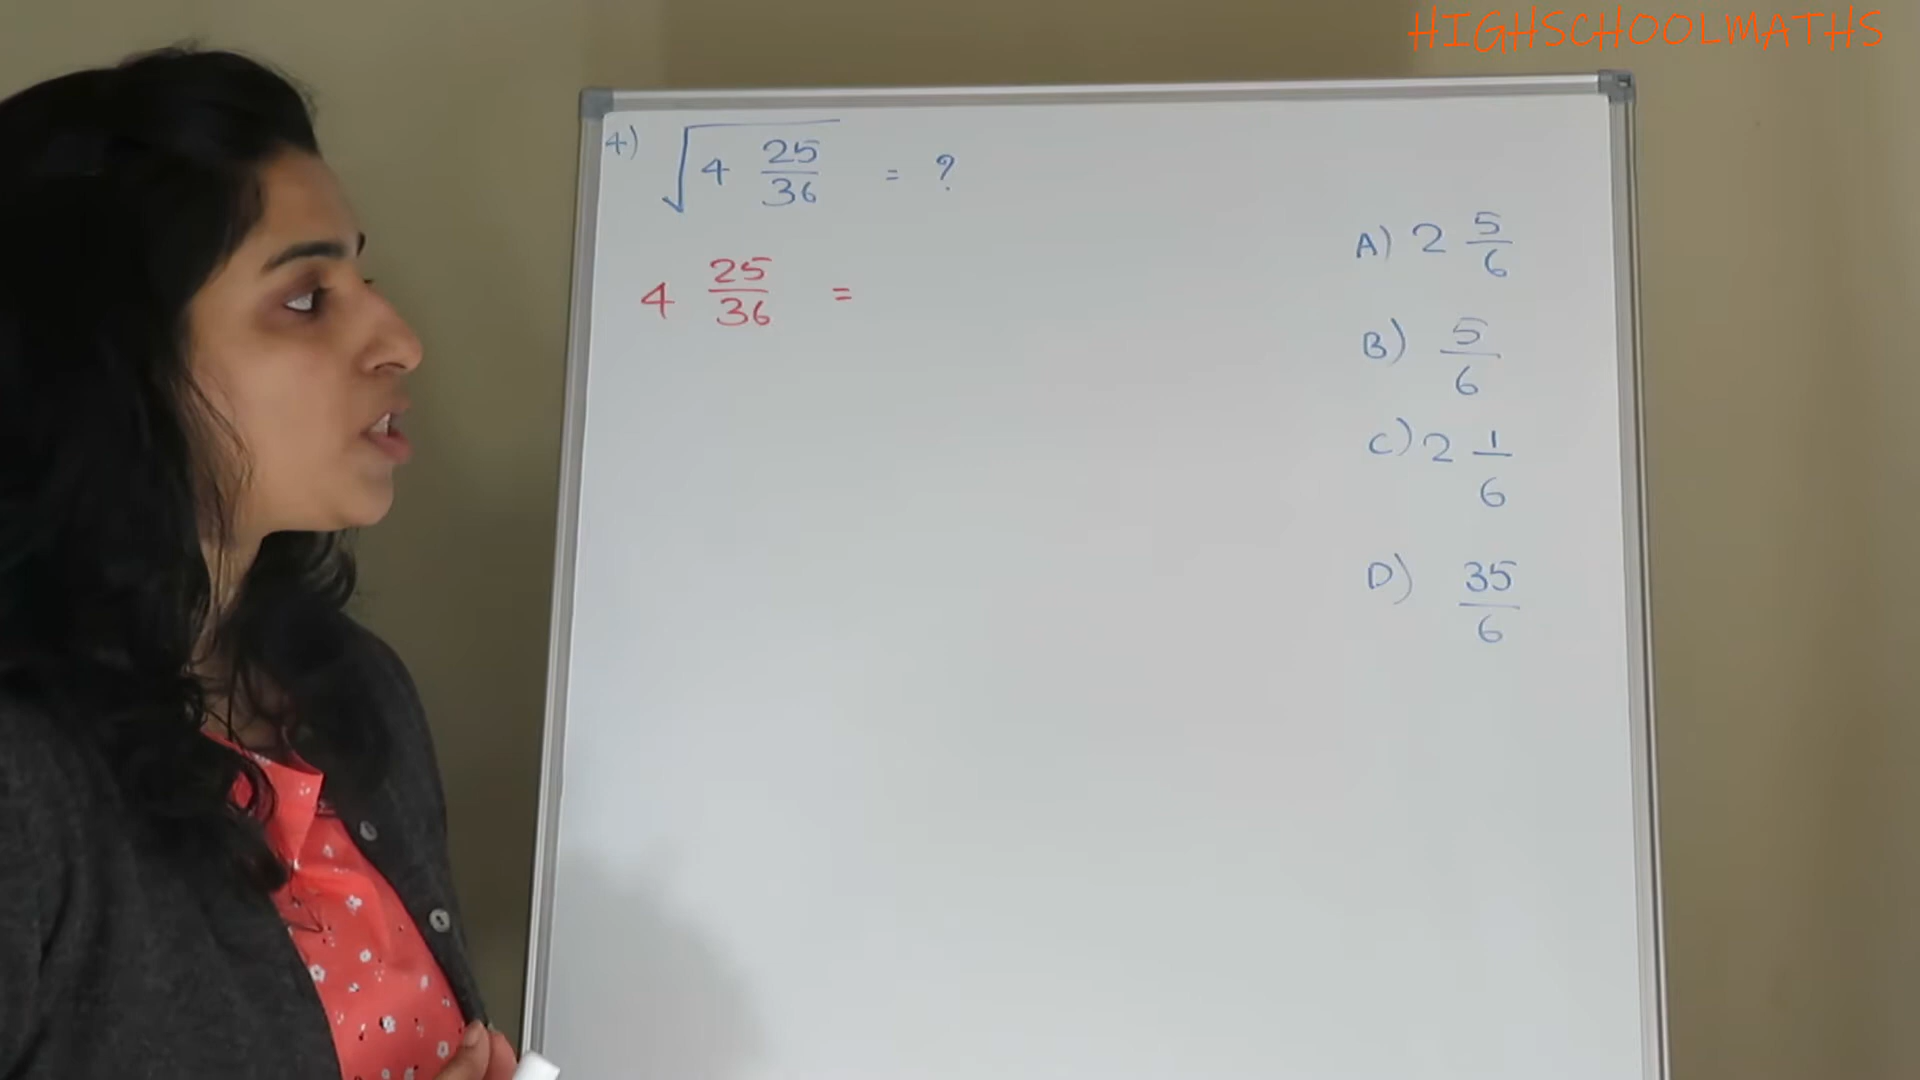 HIGHSCHOOLMATHS
4) √4 25/36 = ?
4 25/36 =
A) 2 5/6
B) 5/6
C) 2 1/6
D) 35/6